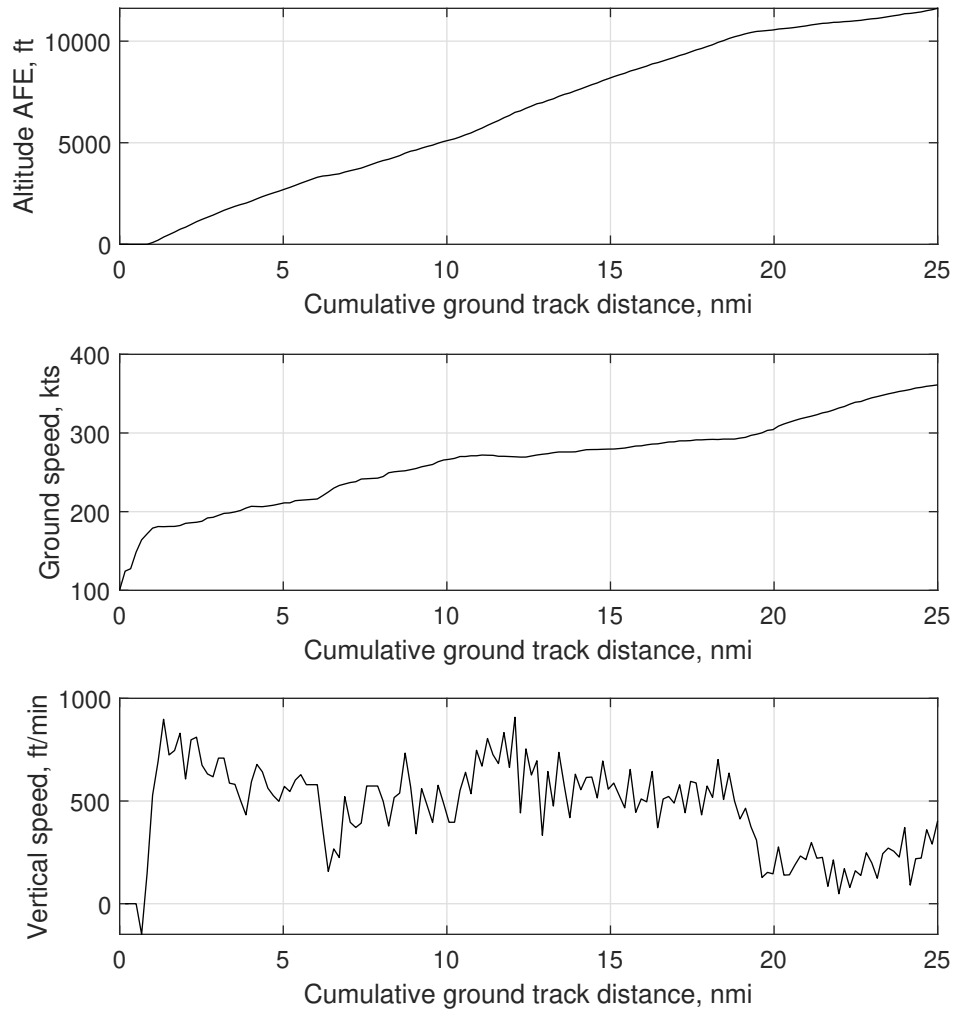 Altitude AFE, ft
10000
5000
0
0 5 10 15 20 25
Cumulative ground track distance, nmi
Ground speed, kts
400
300
200
100
0 5 10 15 20 25
Cumulative ground track distance, nmi
Vertical speed, ft/min
1000
500
0
0 5 10 15 20 25
Cumulative ground track distance, nmi